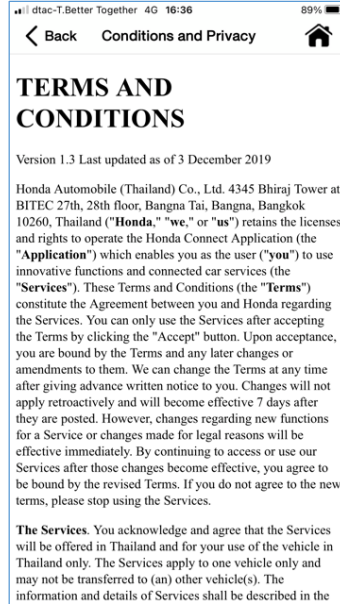 dtac-T.Better Together 4G 16:36 89%
Back Conditions and Privacy
TERMS AND
CONDITIONS
Version 1.3 Last updated as of 3 December 2019
Honda Automobile (Thailand) Co., Ltd. 4345 Bhiraj Tower at
BITEC 27th, 28th floor, Bangna Tai, Bangna, Bangkok
10260, Thailand ("Honda," "we," or "us") retains the licenses
and rights to operate the Honda Connect Application (the
"Application") which enables you as the user ("you") to use
innovative functions and connected car services (the
"Services"). These Terms and Conditions (the "Terms")
constitute the Agreement between you and Honda regarding
the Services. You can only use the Services after accepting
the Terms by clicking the "Accept" button. Upon acceptance,
you are bound by the Terms and any later changes or
amendments to them. We can change the Terms at any time
after giving advance written notice to you. Changes will not
apply retroactively and will become effective 7 days after
they are posted. However, changes regarding new functions
for a Service or changes made for legal reasons will be
effective immediately. By continuing to access or use our
Services after those changes become effective, you agree to
be bound by the revised Terms. If you do not agree to the new
terms, please stop using the Services.
The Services. You acknowledge and agree that the Services
will be offered in Thailand and for your use of the vehicle in
Thailand only. The Services apply to one vehicle only and
may not be transferred to (an) other vehicle(s). The
information and details of Services shall be described in the